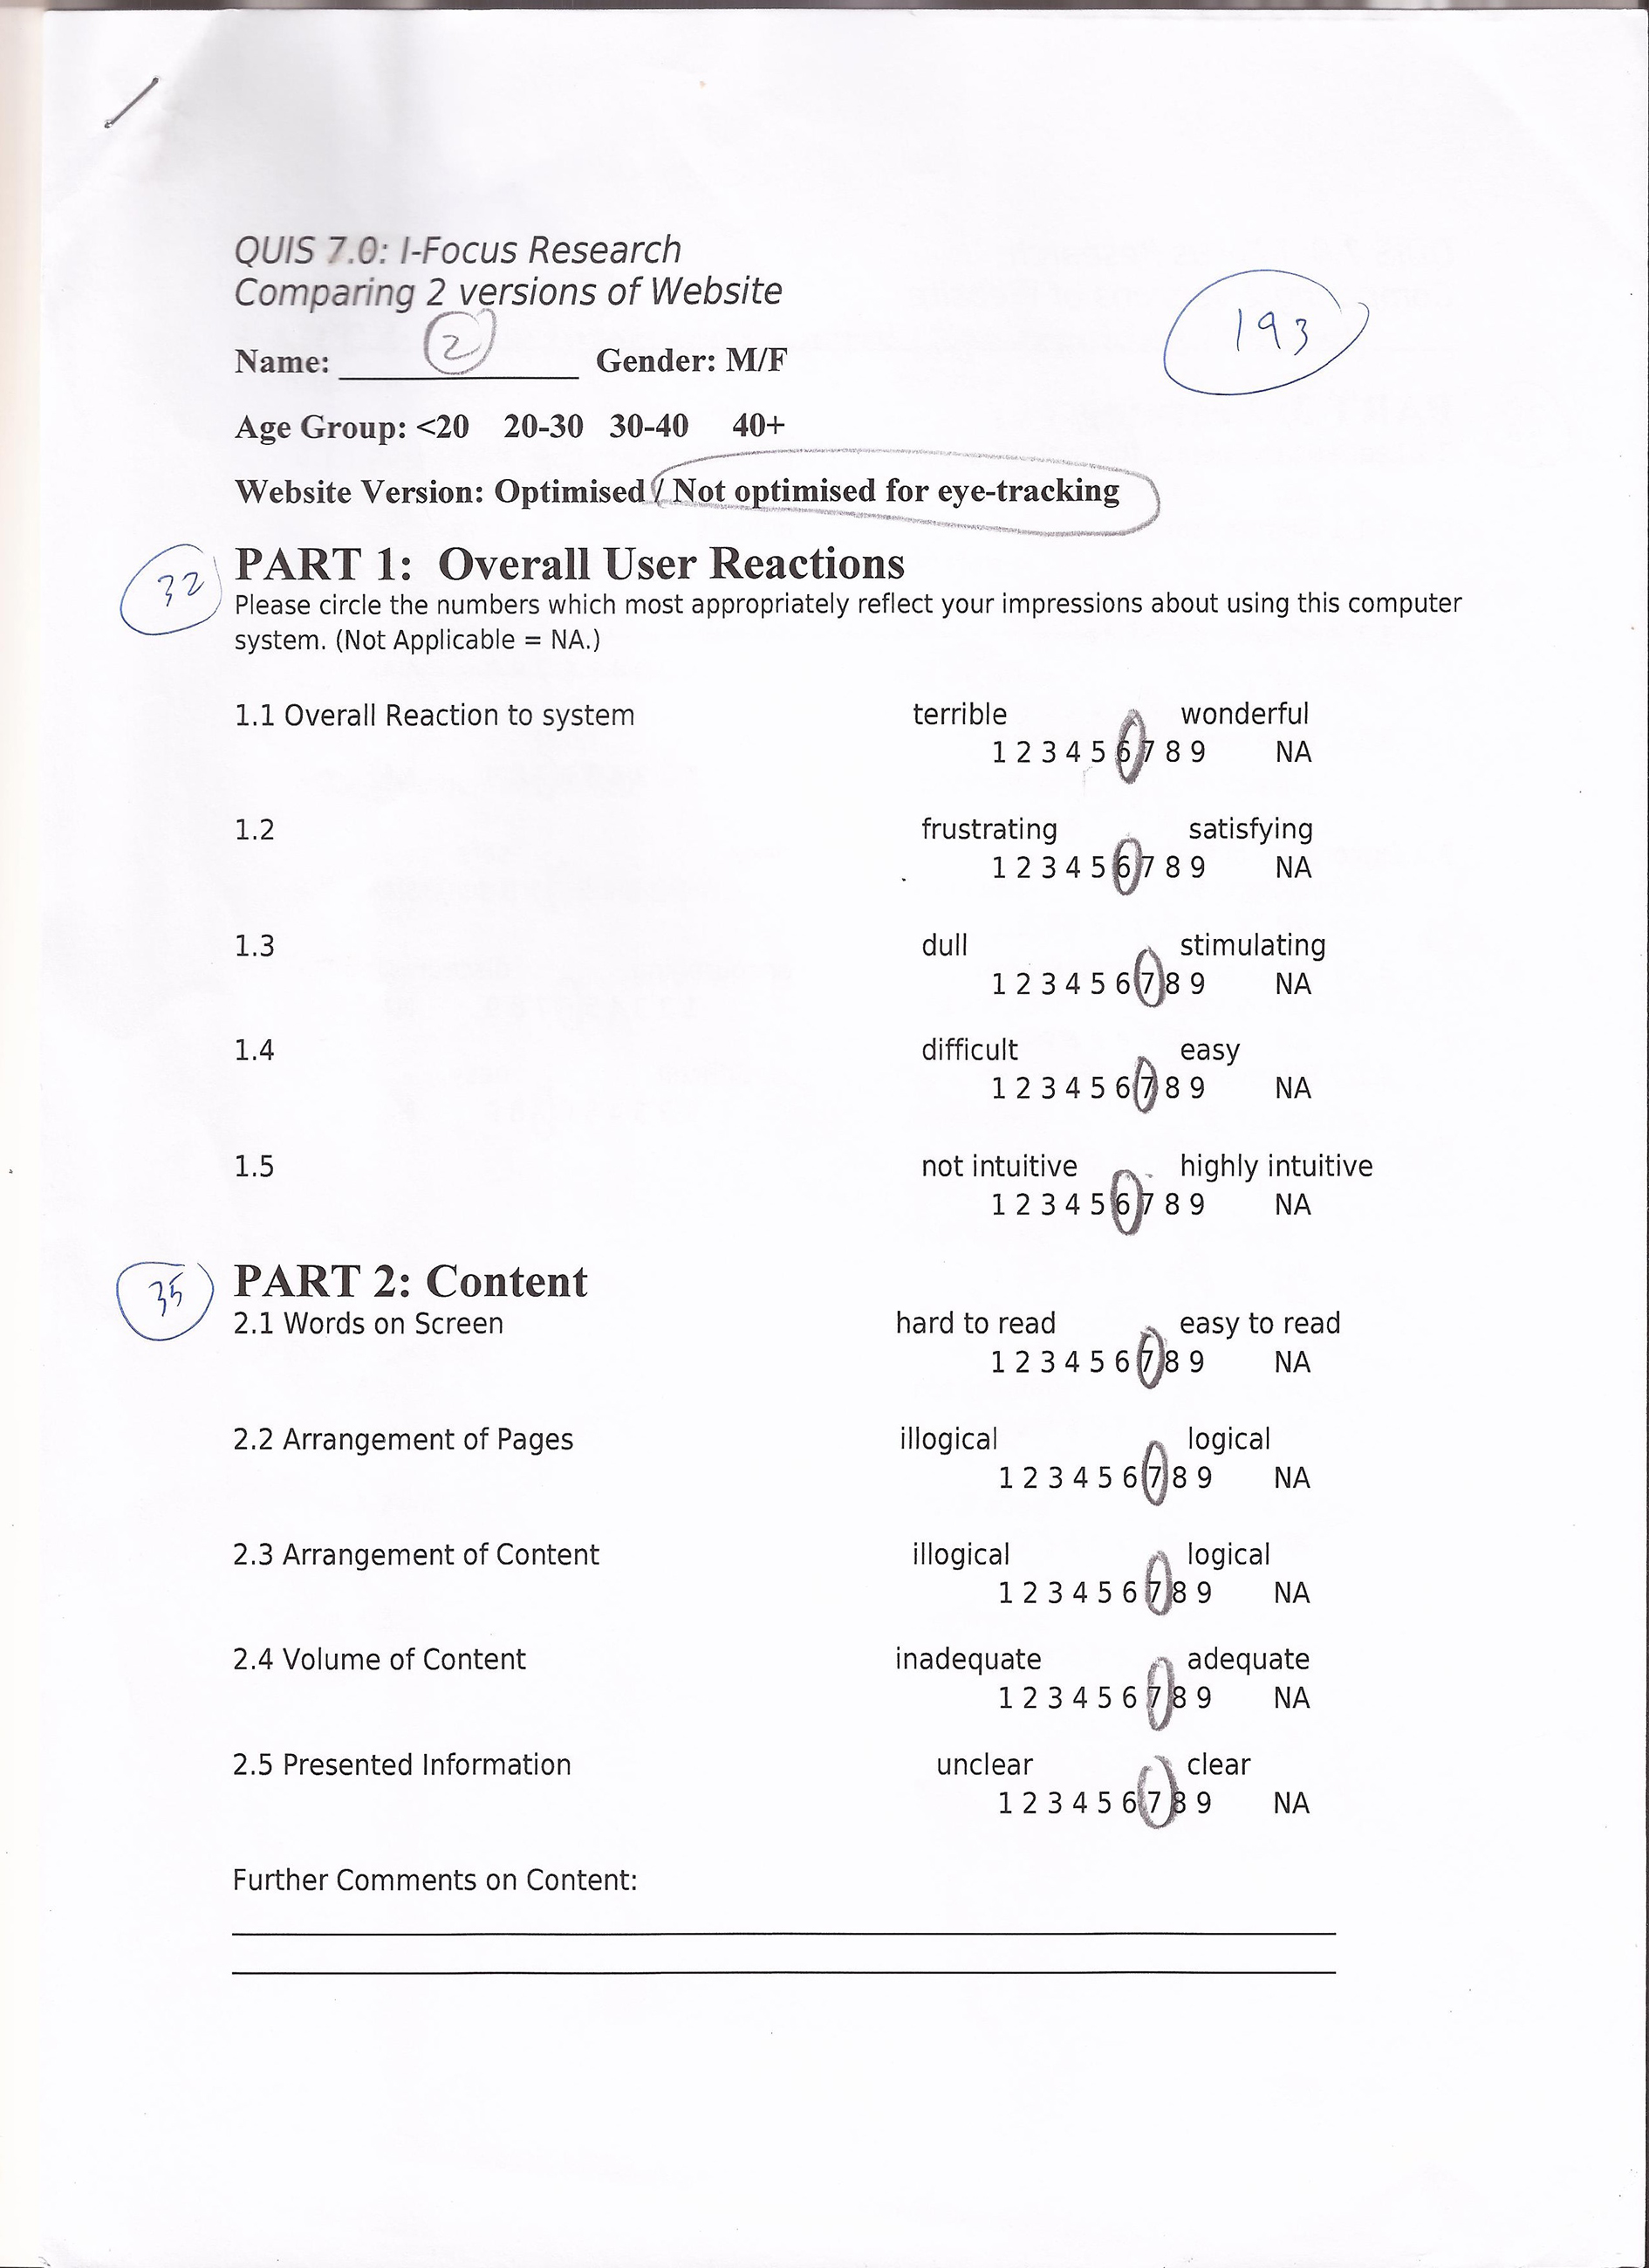 QUIS 7.0: I-Focus Research
Comparing 2 versions of Website
193
Name: 2 Gender: M/F
Age Group: <20 20-30 30-40 40+
Website Version: Optimised / Not optimised for eye-tracking
32
PART 1: Overall User Reactions
Please circle the numbers which most appropriately reflect your impressions about using this computer
system. (Not Applicable = NA.)
1.1 Overall Reaction to system terrible wonderful
1 2 3 4 5 6 7 8 9 NA
1.2 frustrating satisfying
1 2 3 4 5 6 7 8 9 NA
1.3 dull stimulating
1 2 3 4 5 6 7 8 9 NA
1.4 difficult easy
1 2 3 4 5 6 7 8 9 NA
1.5 not intuitive highly intuitive
1 2 3 4 5 6 7 8 9 NA
35
PART 2: Content
2.1 Words on Screen hard to read easy to read
1 2 3 4 5 6 7 8 9 NA
2.2 Arrangement of Pages illogical logical
1 2 3 4 5 6 7 8 9 NA
2.3 Arrangement of Content illogical logical
1 2 3 4 5 6 7 8 9 NA
2.4 Volume of Content inadequate adequate
1 2 3 4 5 6 7 8 9 NA
2.5 Presented Information unclear clear
1 2 3 4 5 6 7 8 9 NA
Further Comments on Content: